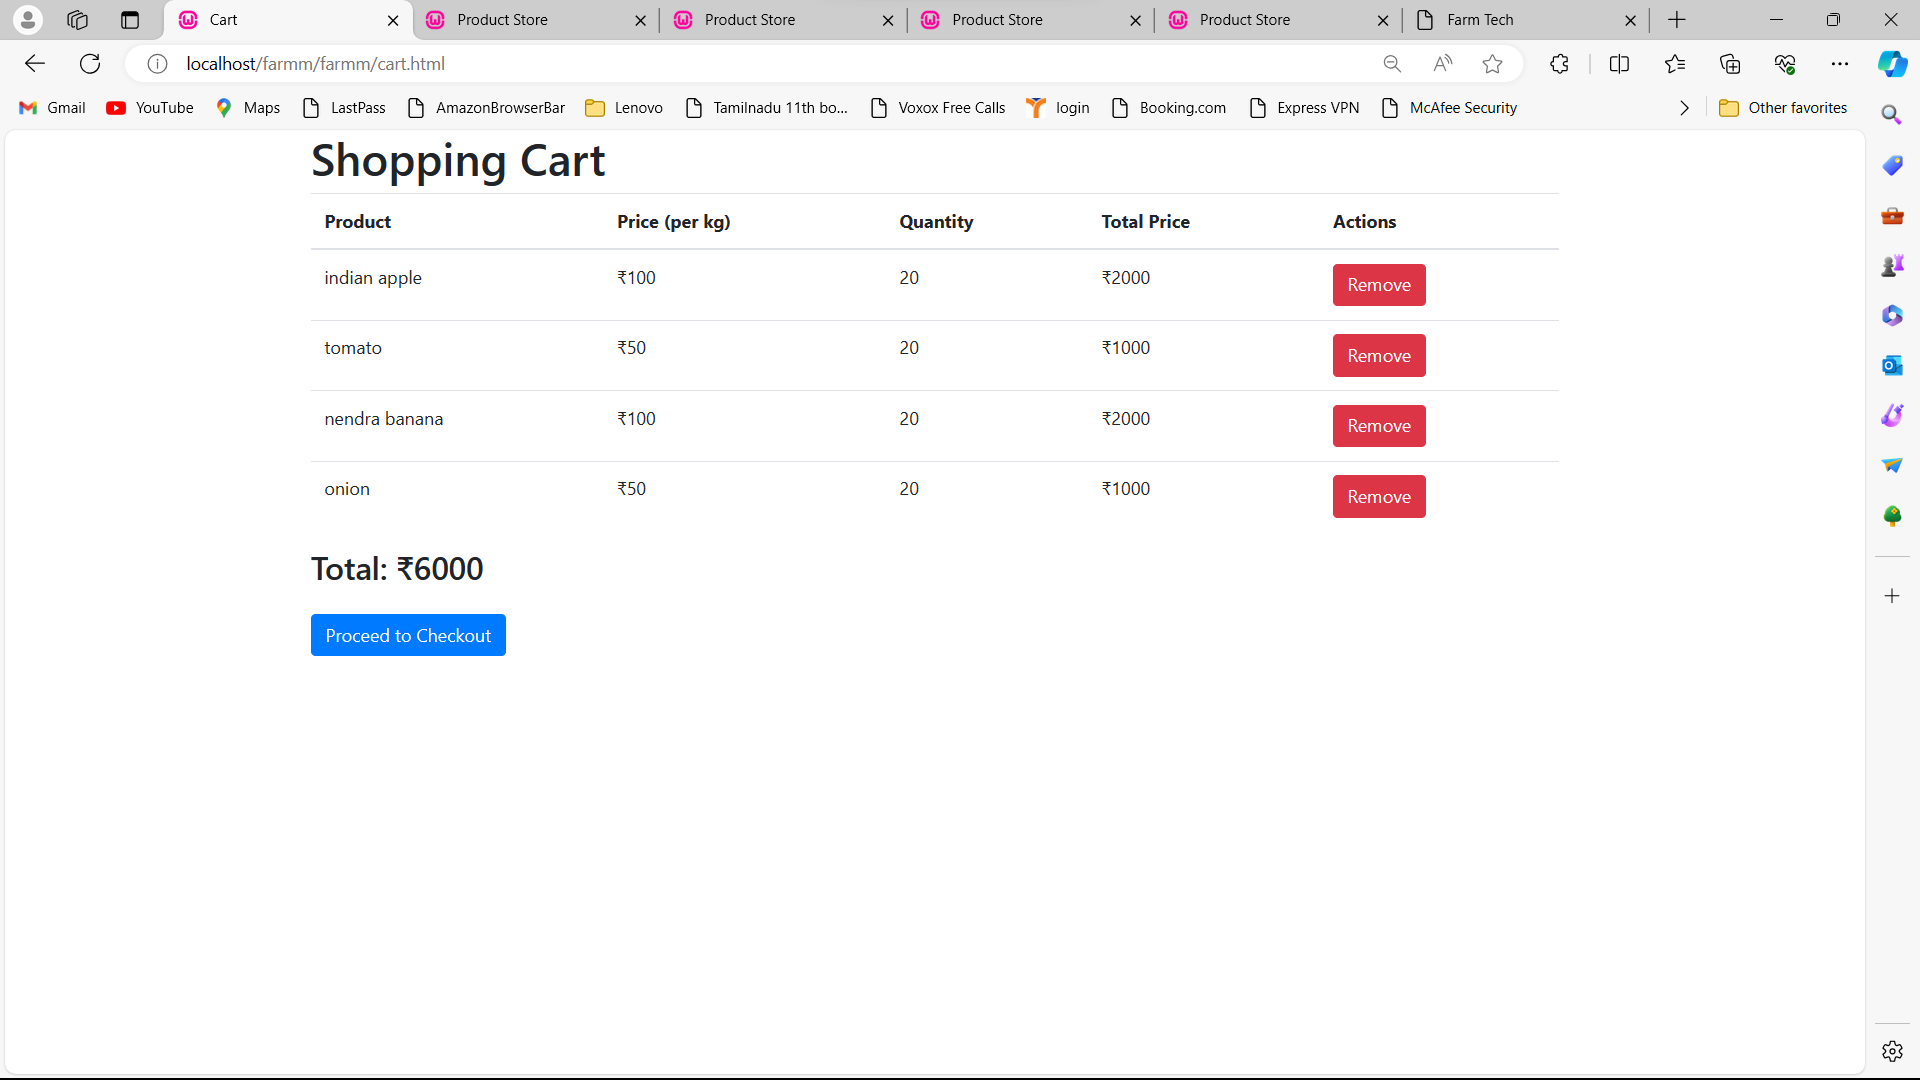 Cart
Product Store
Product Store
Product Store
Product Store
Farm Tech
localhost/farmm/farmm/cart.html
Gmail YouTube Maps LastPass AmazonBrowserBar Lenovo Tamilnadu 11th bo... Voxox Free Calls login Booking.com Express VPN McAfee Security Other favorites
Shopping Cart
Product Price (per kg) Quantity Total Price Actions
indian apple ₹100 20 ₹2000 Remove
tomato ₹50 20 ₹1000 Remove
nendra banana ₹100 20 ₹2000 Remove
onion ₹50 20 ₹1000 Remove
Total: ₹6000
Proceed to Checkout